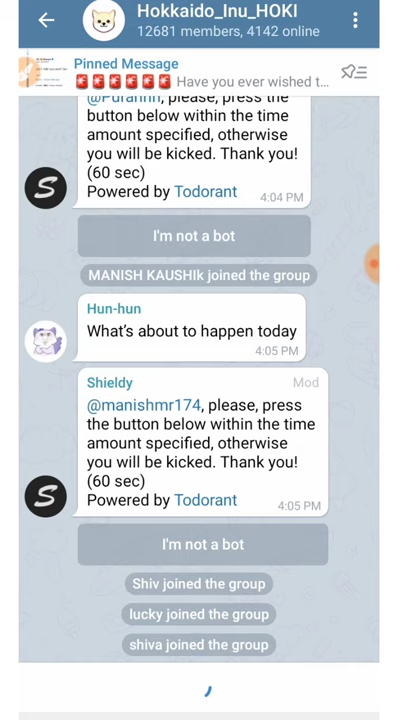 Hokkaido_Inu_HOKI
12681 members, 4142 online
Pinned Message
🚨🚨🚨🚨🚨🚨 Have you ever wished t...
please, press the
button below within the time
amount specified, otherwise
you will be kicked. Thank you!
(60 sec)
Powered by Todorant
4:04 PM
I'm not a bot
MANISH KAUSHIk joined the group
Hun-hun
What's about to happen today
4:05 PM
Shieldy Mod
@manishmr174, please, press
the button below within the time
amount specified, otherwise
you will be kicked. Thank you!
(60 sec)
Powered by Todorant
4:05 PM
I'm not a bot
Shiv joined the group
lucky joined the group
shiva joined the group